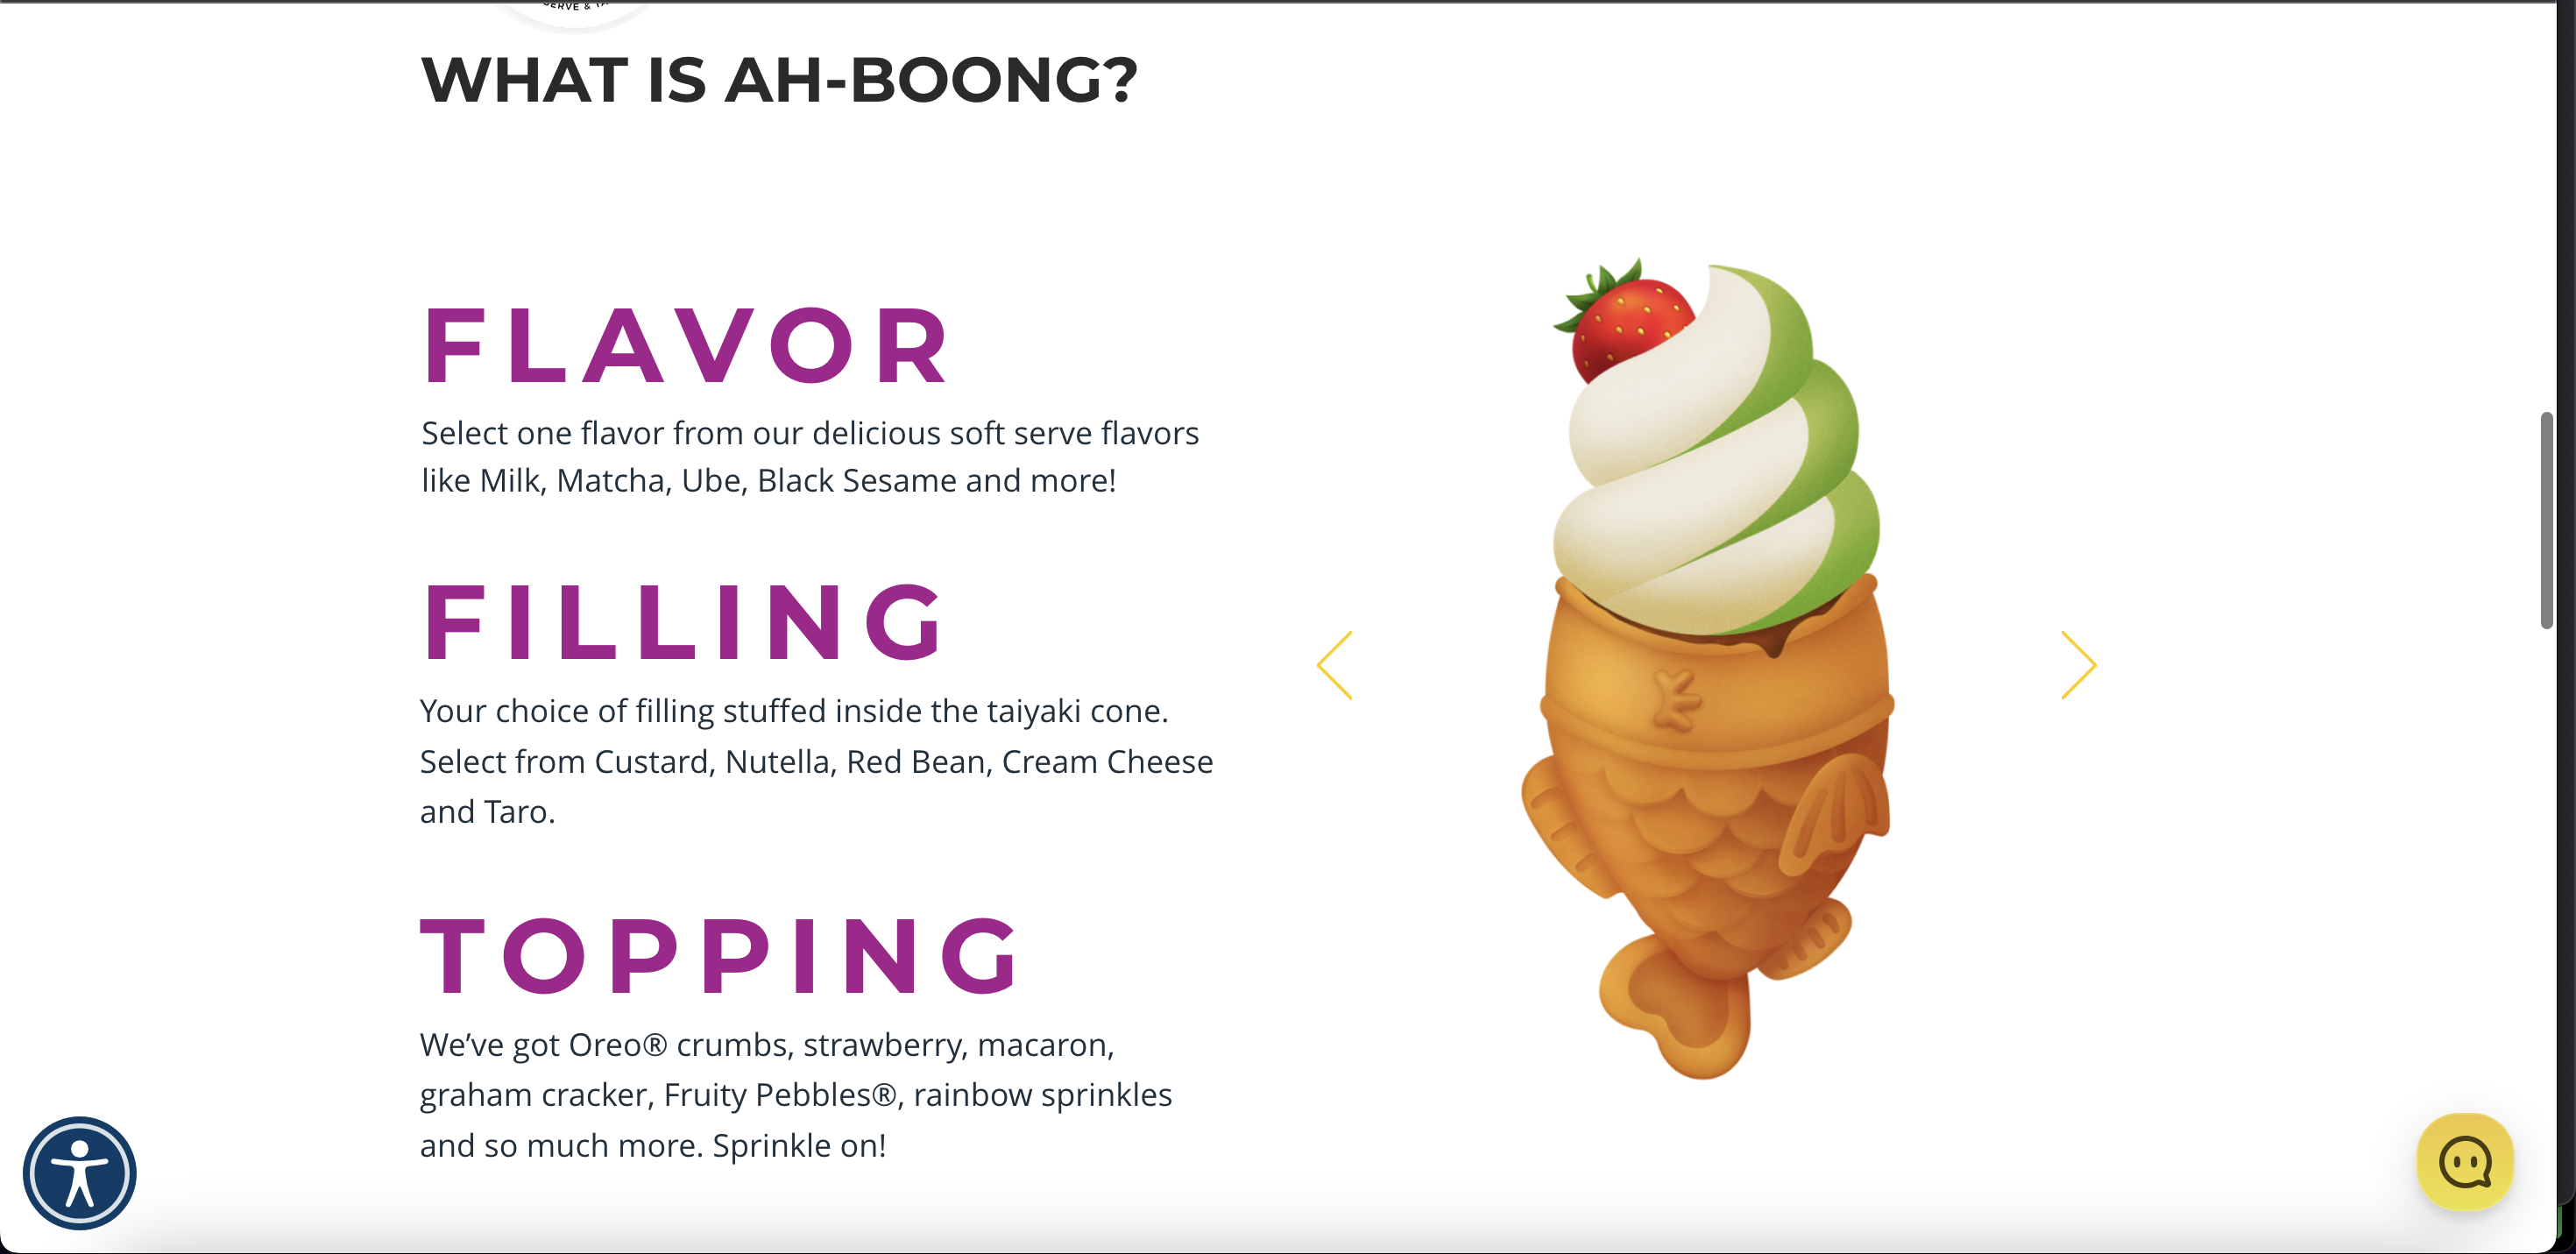 WHAT IS AH-BOONG?
FLAVOR
Select one flavor from our delicious soft serve flavors
like Milk, Matcha, Ube, Black Sesame and more!
FILLING
Your choice of filling stuffed inside the taiyaki cone.
Select from Custard, Nutella, Red Bean, Cream Cheese
and Taro.
TOPPING
We’ve got Oreo® crumbs, strawberry, macaron,
graham cracker, Fruity Pebbles®, rainbow sprinkles
and so much more. Sprinkle on!